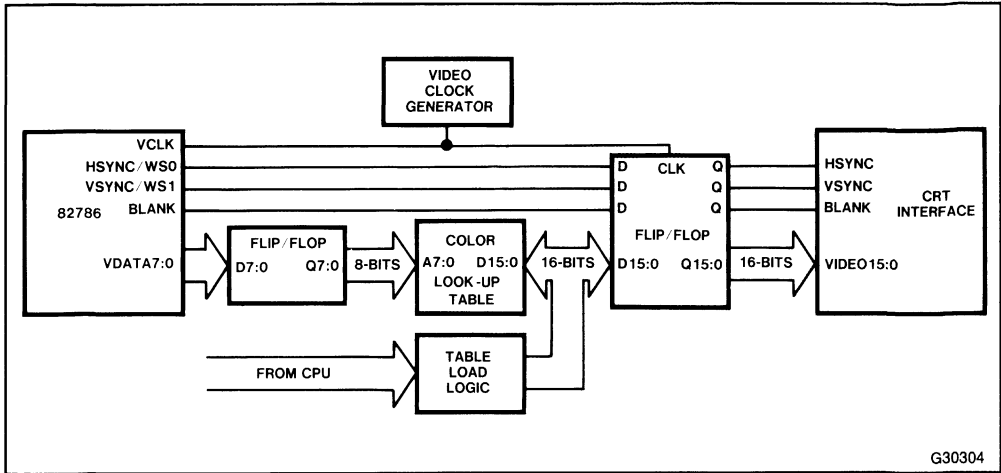 VIDEO
CLOCK
GENERATOR
VCLK
HSYNC/WS0
VSYNC/WS1
BLANK
82786
VDATA7:0
FLIP/FLOP
D7:0 Q7:0
8-BITS
COLOR
A7:0 D15:0
LOOK-UP
TABLE
16-BITS
D CLK Q
D Q
D Q
FLIP/FLOP
D15:0 Q15:0
16-BITS
HSYNC
VSYNC
BLANK
CRT
INTERFACE
VIDEO15:0
FROM CPU
TABLE
LOAD
LOGIC
G30304